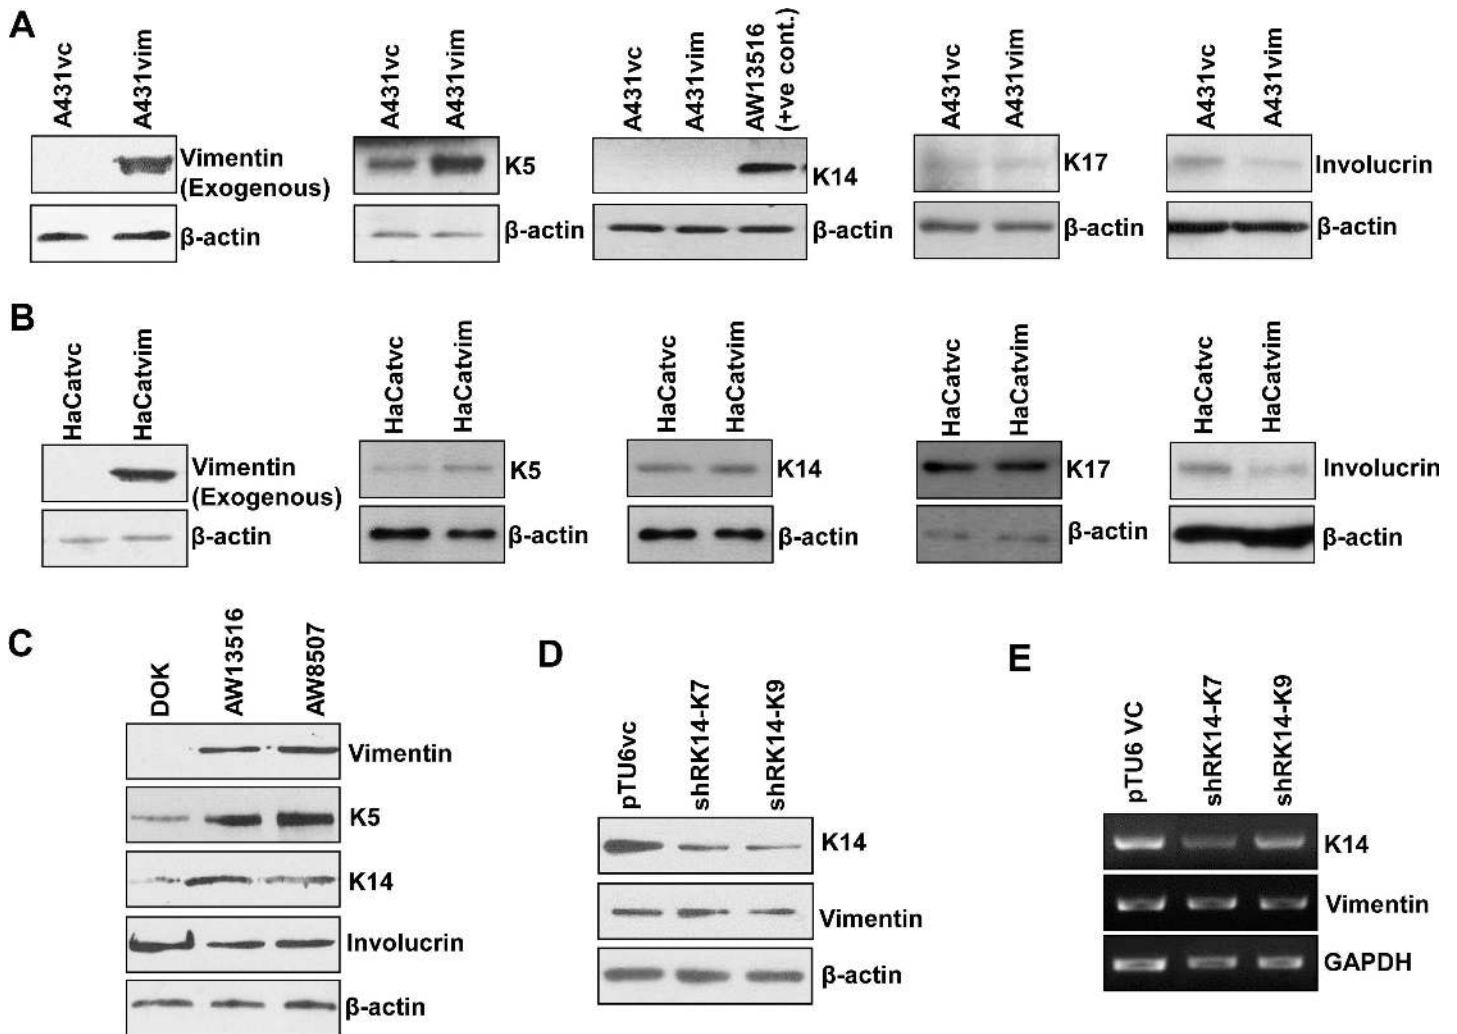 A
A431vc
A431vim
Vimentin
(Exogenous)
β-actin
A431vc
A431vim
K5
β-actin
A431vc
A431vim
AW13516
(+ve cont.)
K14
β-actin
A431vc
A431vim
K17
β-actin
A431vc
A431vim
Involucrin
β-actin
B
HaCatvc
HaCatvim
Vimentin
(Exogenous)
β-actin
HaCatvc
HaCatvim
K5
β-actin
HaCatvc
HaCatvim
K14
β-actin
HaCatvc
HaCatvim
K17
β-actin
HaCatvc
HaCatvim
Involucrin
β-actin
C
DOK
AW13516
AW8507
Vimentin
K5
K14
Involucrin
β-actin
D
pTU6vc
shRK14-K7
shRK14-K9
K14
Vimentin
β-actin
E
pTU6 VC
shRK14-K7
shRK14-K9
K14
Vimentin
GAPDH